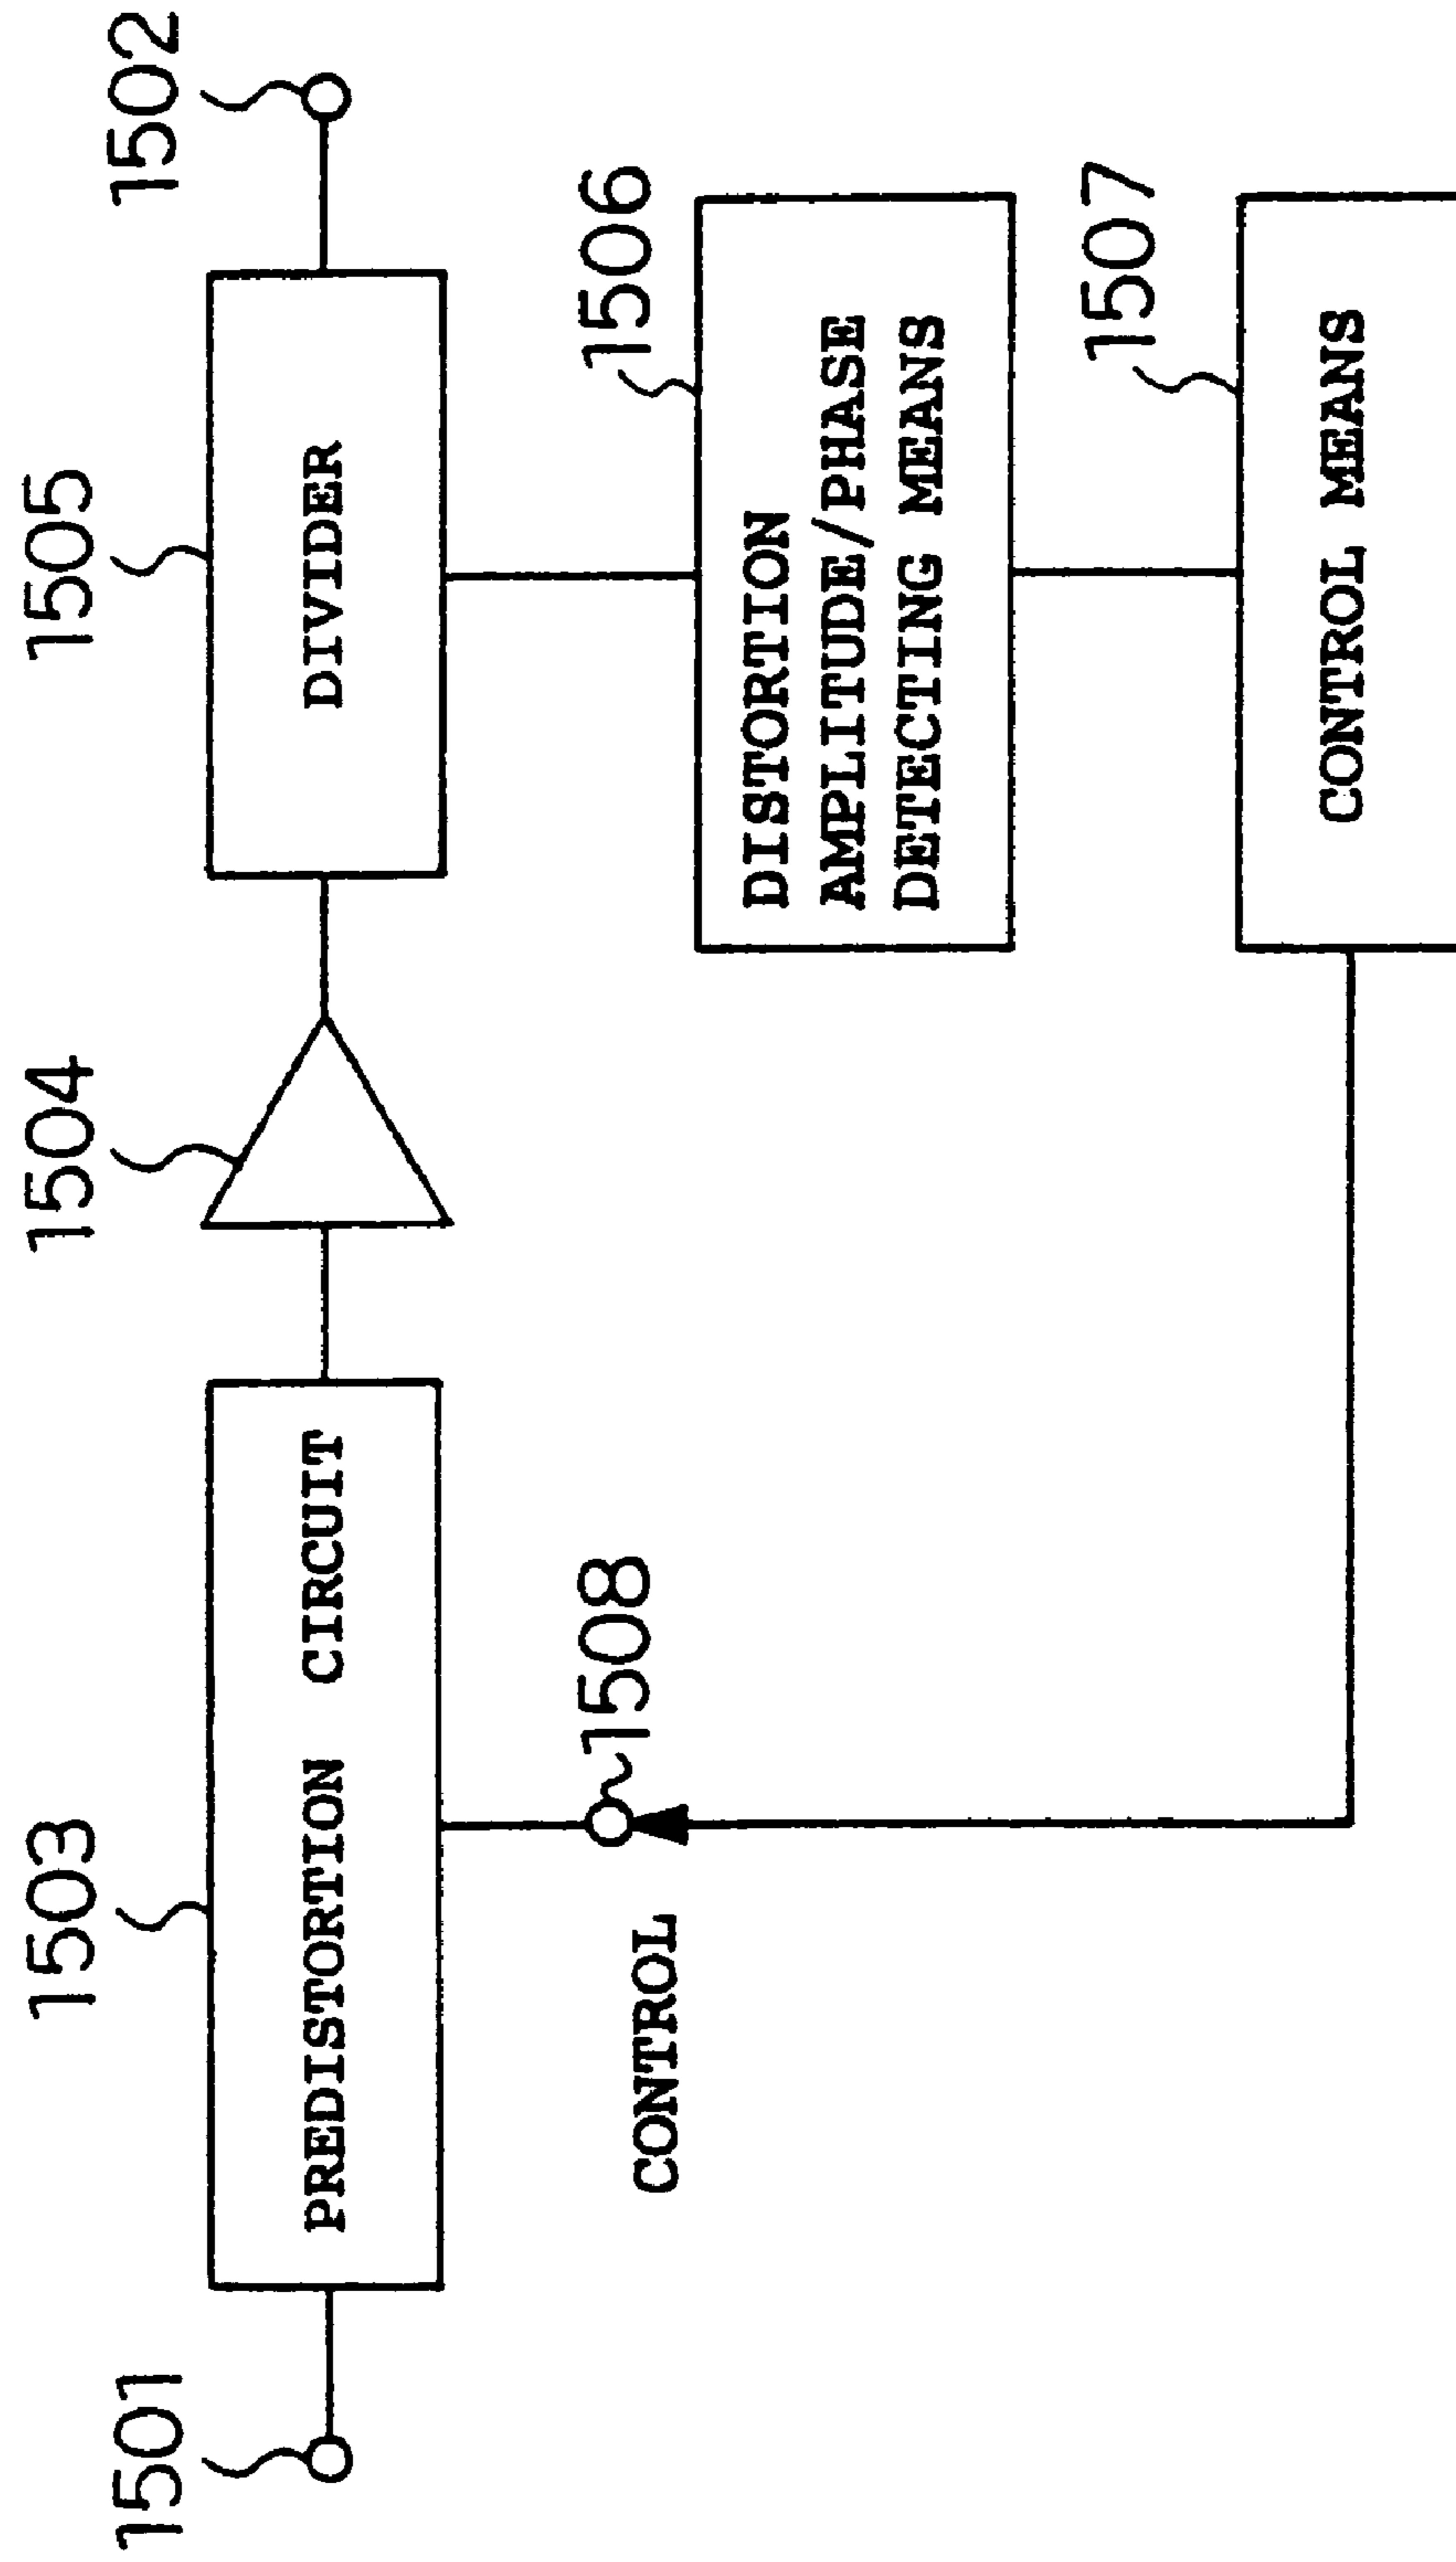 1501
1503
PREDISTORTION CIRCUIT
1504
1505
DIVIDER
1502
1506
DISTORTION
AMPLITUDE/PHASE
DETECTING MEANS
1508
CONTROL
1507
CONTROL MEANS